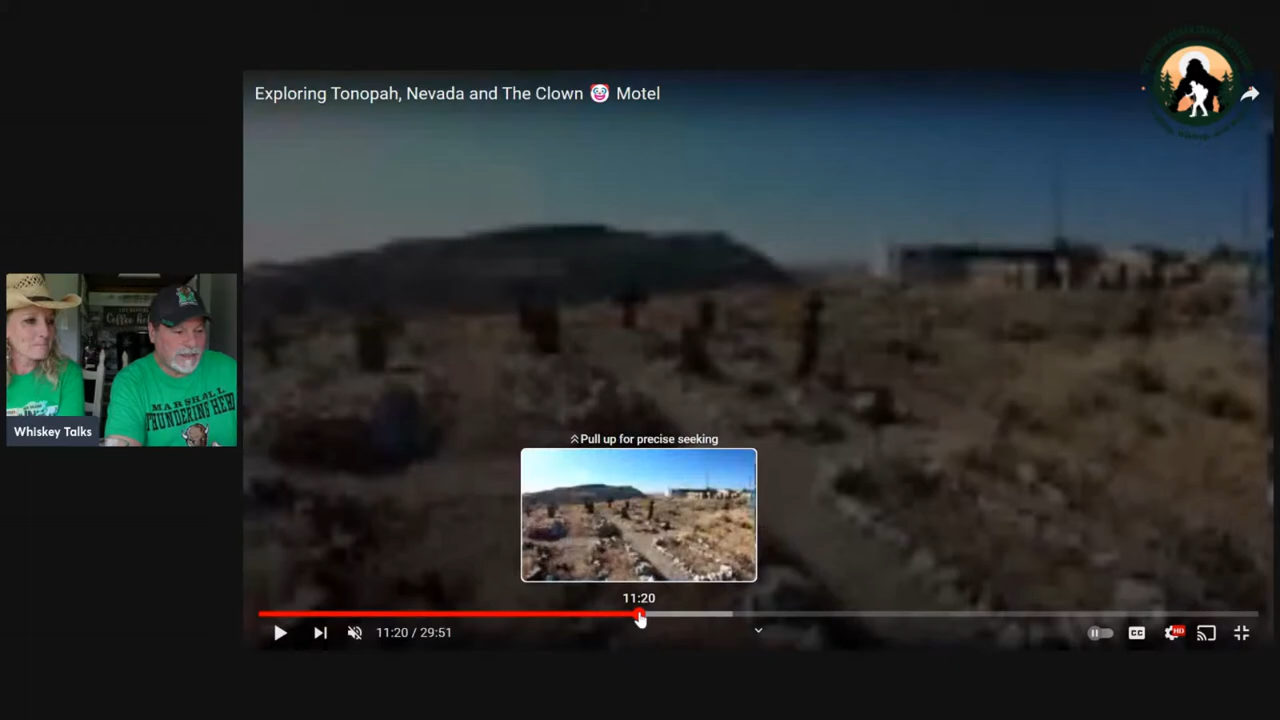 Exploring Tonopah, Nevada and The Clown 🤡 Motel
Coffee
MARSHALL
THUNDERING HERD
Whiskey Talks
Pull up for precise seeking
11:20
11:20 / 29:51
CC
HD